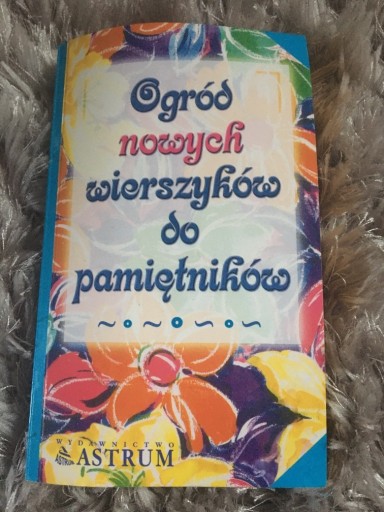 Ogród
nowych
wierszyków
do
pamiętników
WYDAWNICTWO
ASTRUM